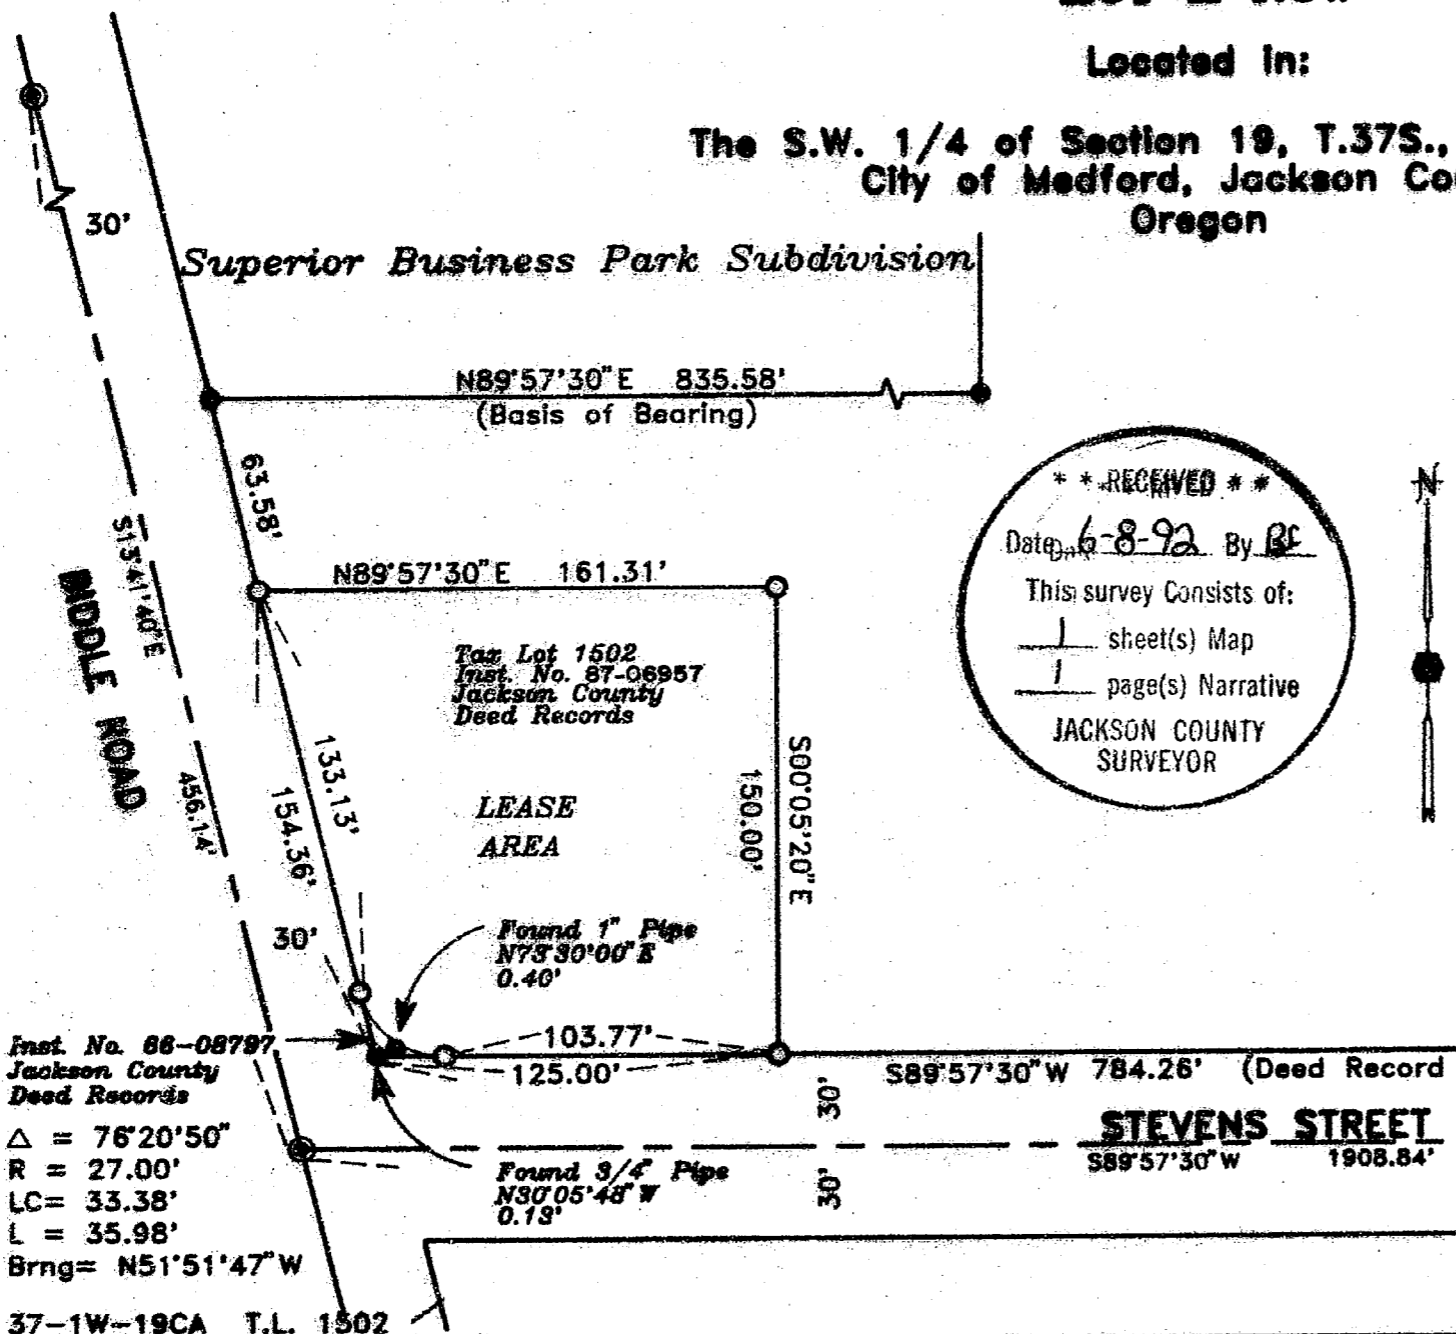 Located in:
The S.W. 1/4 of Section 19, T.37S.,
City of Medford, Jackson Co
Oregon
30'
Superior Business Park Subdivision
N89°57'30"E 835.58'
(Basis of Bearing)
63.58'
* * RECEIVED * *
Date 6-8-92 By
This survey Consists of:
1 sheet(s) Map
1 page(s) Narrative
JACKSON COUNTY
SURVEYOR
N
S13°41'40"E
456.14'
BIDDLE ROAD
N89°57'30"E 161.31'
Tax Lot 1502
Inst. No. 87-06957
Jackson County
Deed Records
133.13'
154.36'
LEASE
AREA
S00°05'20"E
150.00'
30'
Found 1" Pipe
N73°30'00"E
0.40'
Inst. No. 86-08797
Jackson County
Deed Records
103.77'
125.00'
S89°57'30"W 784.26' (Deed Record
30'
STEVENS STREET
S89°57'30"W 1908.84'
30'
Found 3/4" Pipe
N30°05'48"W
0.13'
△ = 76°20'50"
R = 27.00'
LC= 33.38'
L = 35.98'
Brng= N51°51'47"W
37-1W-19CA T.L. 1502